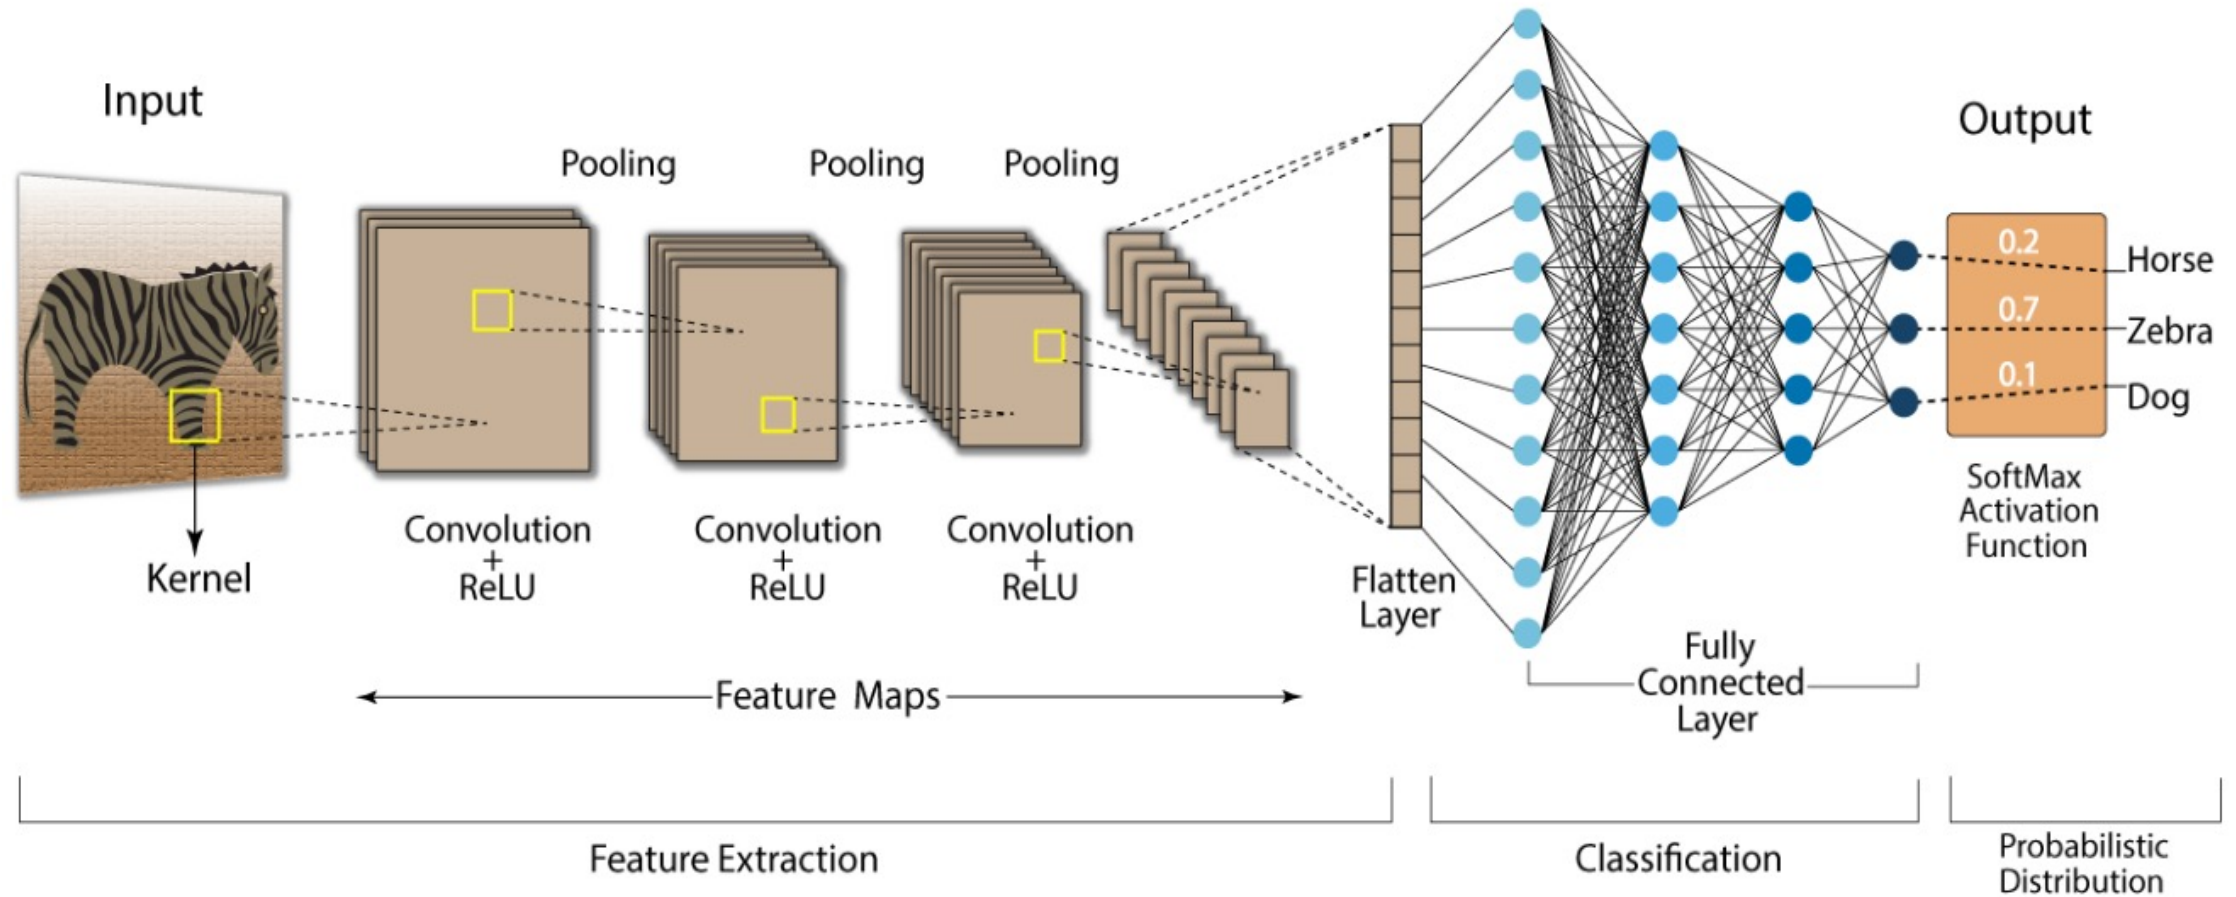 Input
Pooling
Pooling
Pooling
Output
0.2
Horse
0.7
Zebra
0.1
Dog
SoftMax
Activation
Function
Kernel
Convolution
+
ReLU
Convolution
+
ReLU
Convolution
+
ReLU
Flatten
Layer
Fully
Connected
Layer
Feature Maps
Feature Extraction
Classification
Probabilistic
Distribution